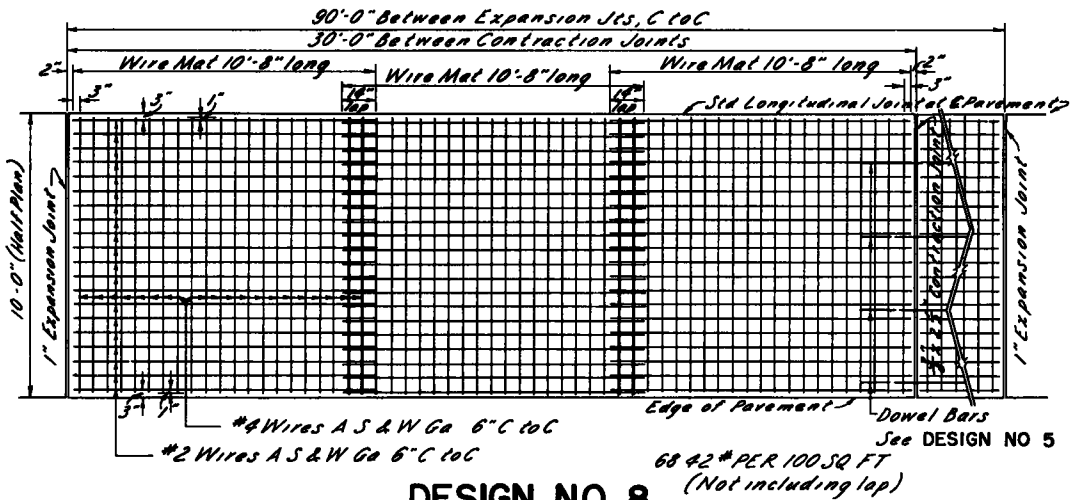 90'-0" Between Expansion Jts, C to C
30'-0" Between Contraction Joints
2"
Wire Mat 10'-8" long
Wire Mat 10'-8" long
Wire Mat 10'-8" long
2"
3"
3"
1"
14"
lap
14"
lap
3"
Std Longitudinal Joint at ℄ Pavement
10'-0" (Half Plan)
1" Expansion Joint
Contraction Joint
1" Expansion Joint
3"
1"
Edge of Pavement
Dowel Bars
See DESIGN NO 5
#4 Wires A S & W Ga 6" C to C
#2 Wires A S & W Ga 6" C to C
68 42 # PER 100 SQ FT
(Not including lap)
DESIGN NO 8